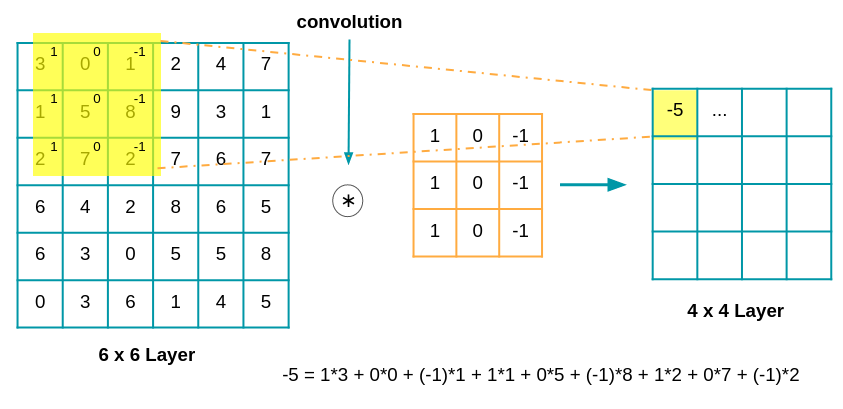 convolution
3 1 0 0 1 -1 2 4 7
1 1 5 0 8 -1 9 3 1
2 1 7 0 2 -1 7 6 7
6 4 2 8 6 5
6 3 0 5 5 8
0 3 6 1 4 5
6 x 6 Layer
*
1 0 -1
1 0 -1
1 0 -1
-5 ...
4 x 4 Layer
-5 = 1*3 + 0*0 + (-1)*1 + 1*1 + 0*5 + (-1)*8 + 1*2 + 0*7 + (-1)*2